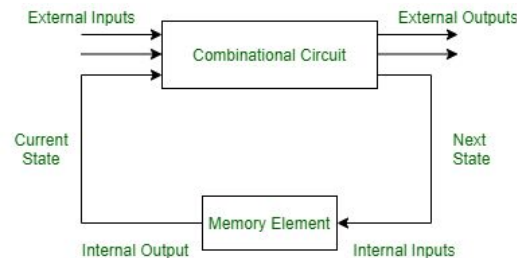 External Inputs
External Outputs
Combinational Circuit
Current
State
Next
State
Memory Element
Internal Output
Internal Inputs